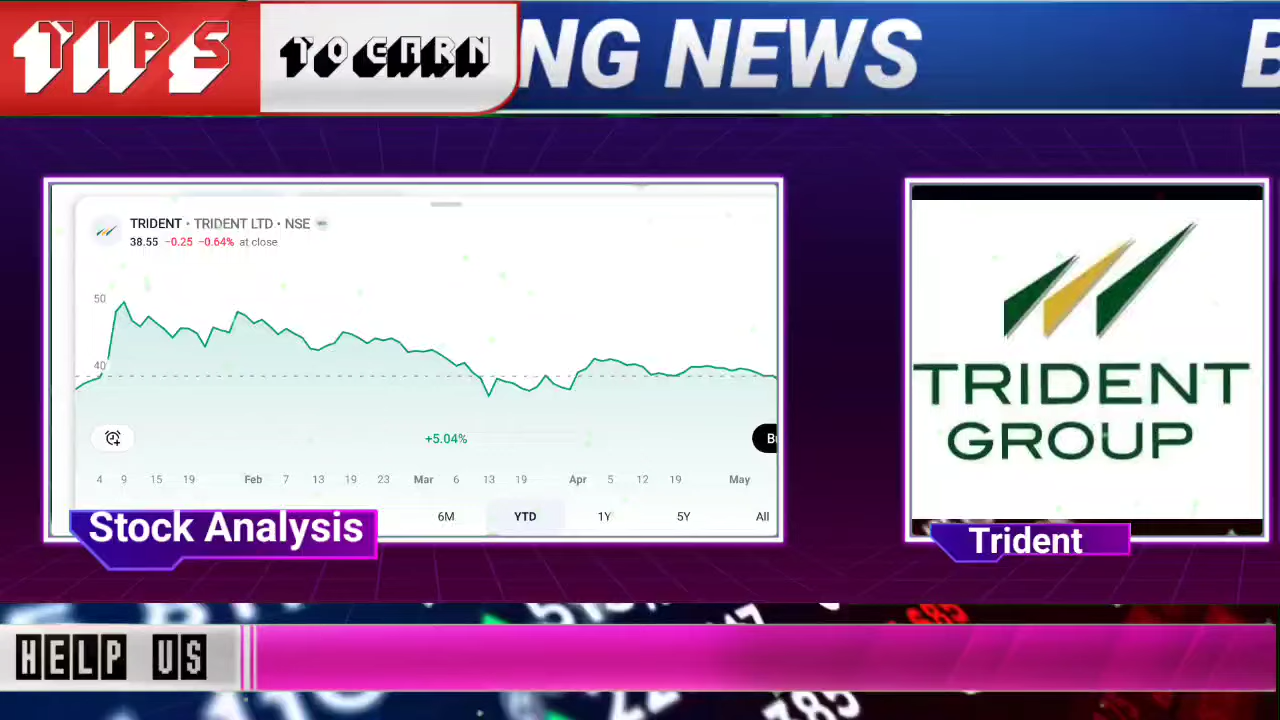 TIPS
TO EARN
NG NEWS
B
TRIDENT • TRIDENT LTD • NSE
38.55 −0.25 −0.64% at close
50
40
+5.04%
Bu
4 9 15 19 Feb 7 13 19 23 Mar 6 13 19 Apr 5 12 19 May
6M YTD 1Y 5Y All
Stock Analysis
TRIDENT
GROUP
Trident
HELP US